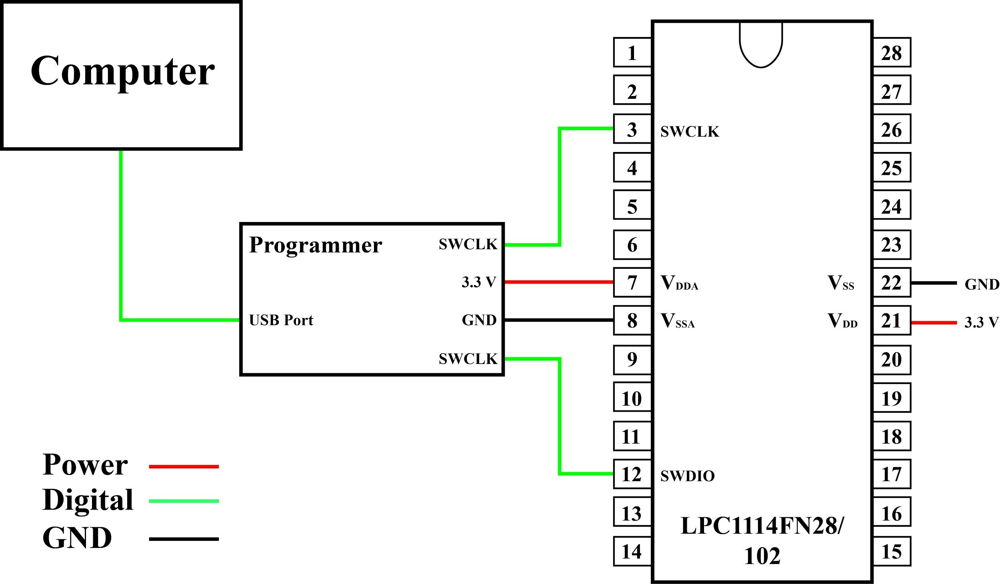 Computer
Programmer
SWCLK
3.3 V
USB Port
GND
SWCLK
Power
Digital
GND
1
2
3 SWCLK
4
5
6
7 VDDA
8 VSSA
9
10
11
12 SWDIO
13
14
LPC1114FN28/
102
28
27
26
25
24
23
VSS 22 GND
VDD 21 3.3 V
20
19
18
17
16
15